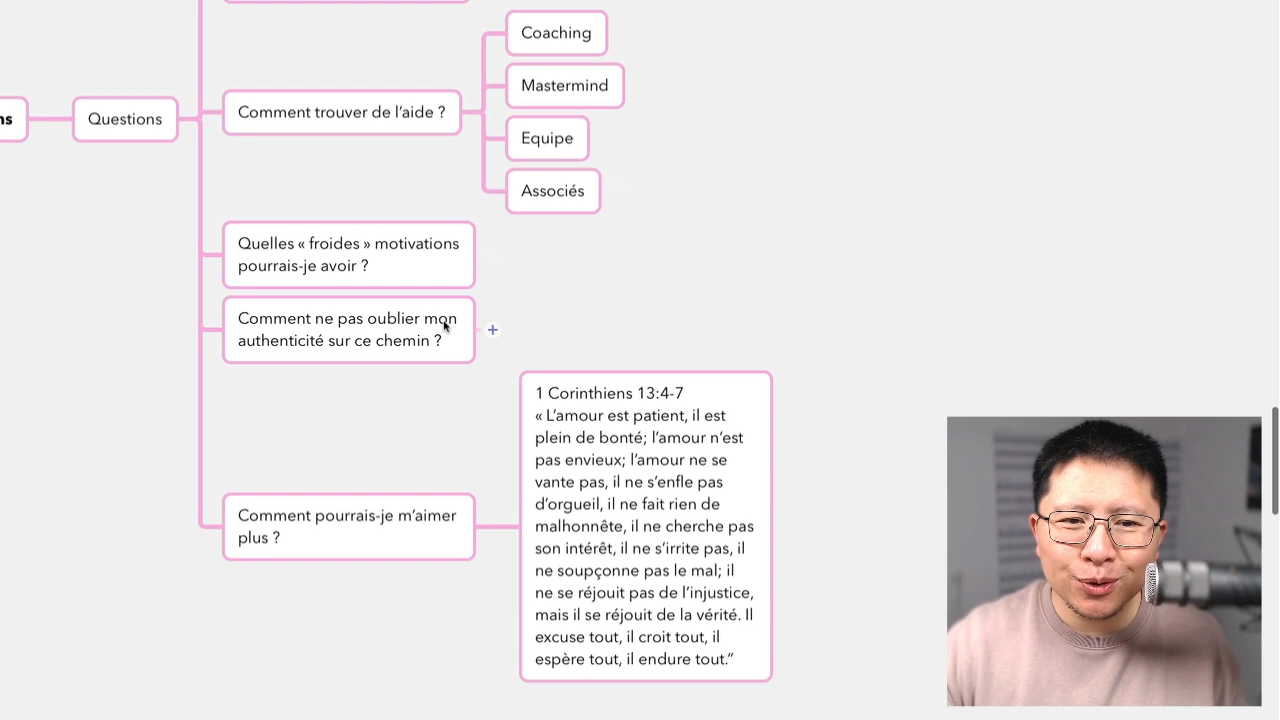 Coaching
Mastermind
Comment trouver de l’aide ?
ns
Questions
Equipe
Associés
Quelles « froides » motivations
pourrais-je avoir ?
Comment ne pas oublier mon
authenticité sur ce chemin ?
1 Corinthiens 13:4-7
« L’amour est patient, il est
plein de bonté; l’amour n’est
pas envieux; l’amour ne se
vante pas, il ne s’enfle pas
d’orgueil, il ne fait rien de
malhonnête, il ne cherche pas
son intérêt, il ne s’irrite pas, il
ne soupçonne pas le mal; il
ne se réjouit pas de l’injustice,
mais il se réjouit de la vérité. Il
excuse tout, il croit tout, il
espère tout, il endure tout.”
Comment pourrais-je m’aimer
plus ?